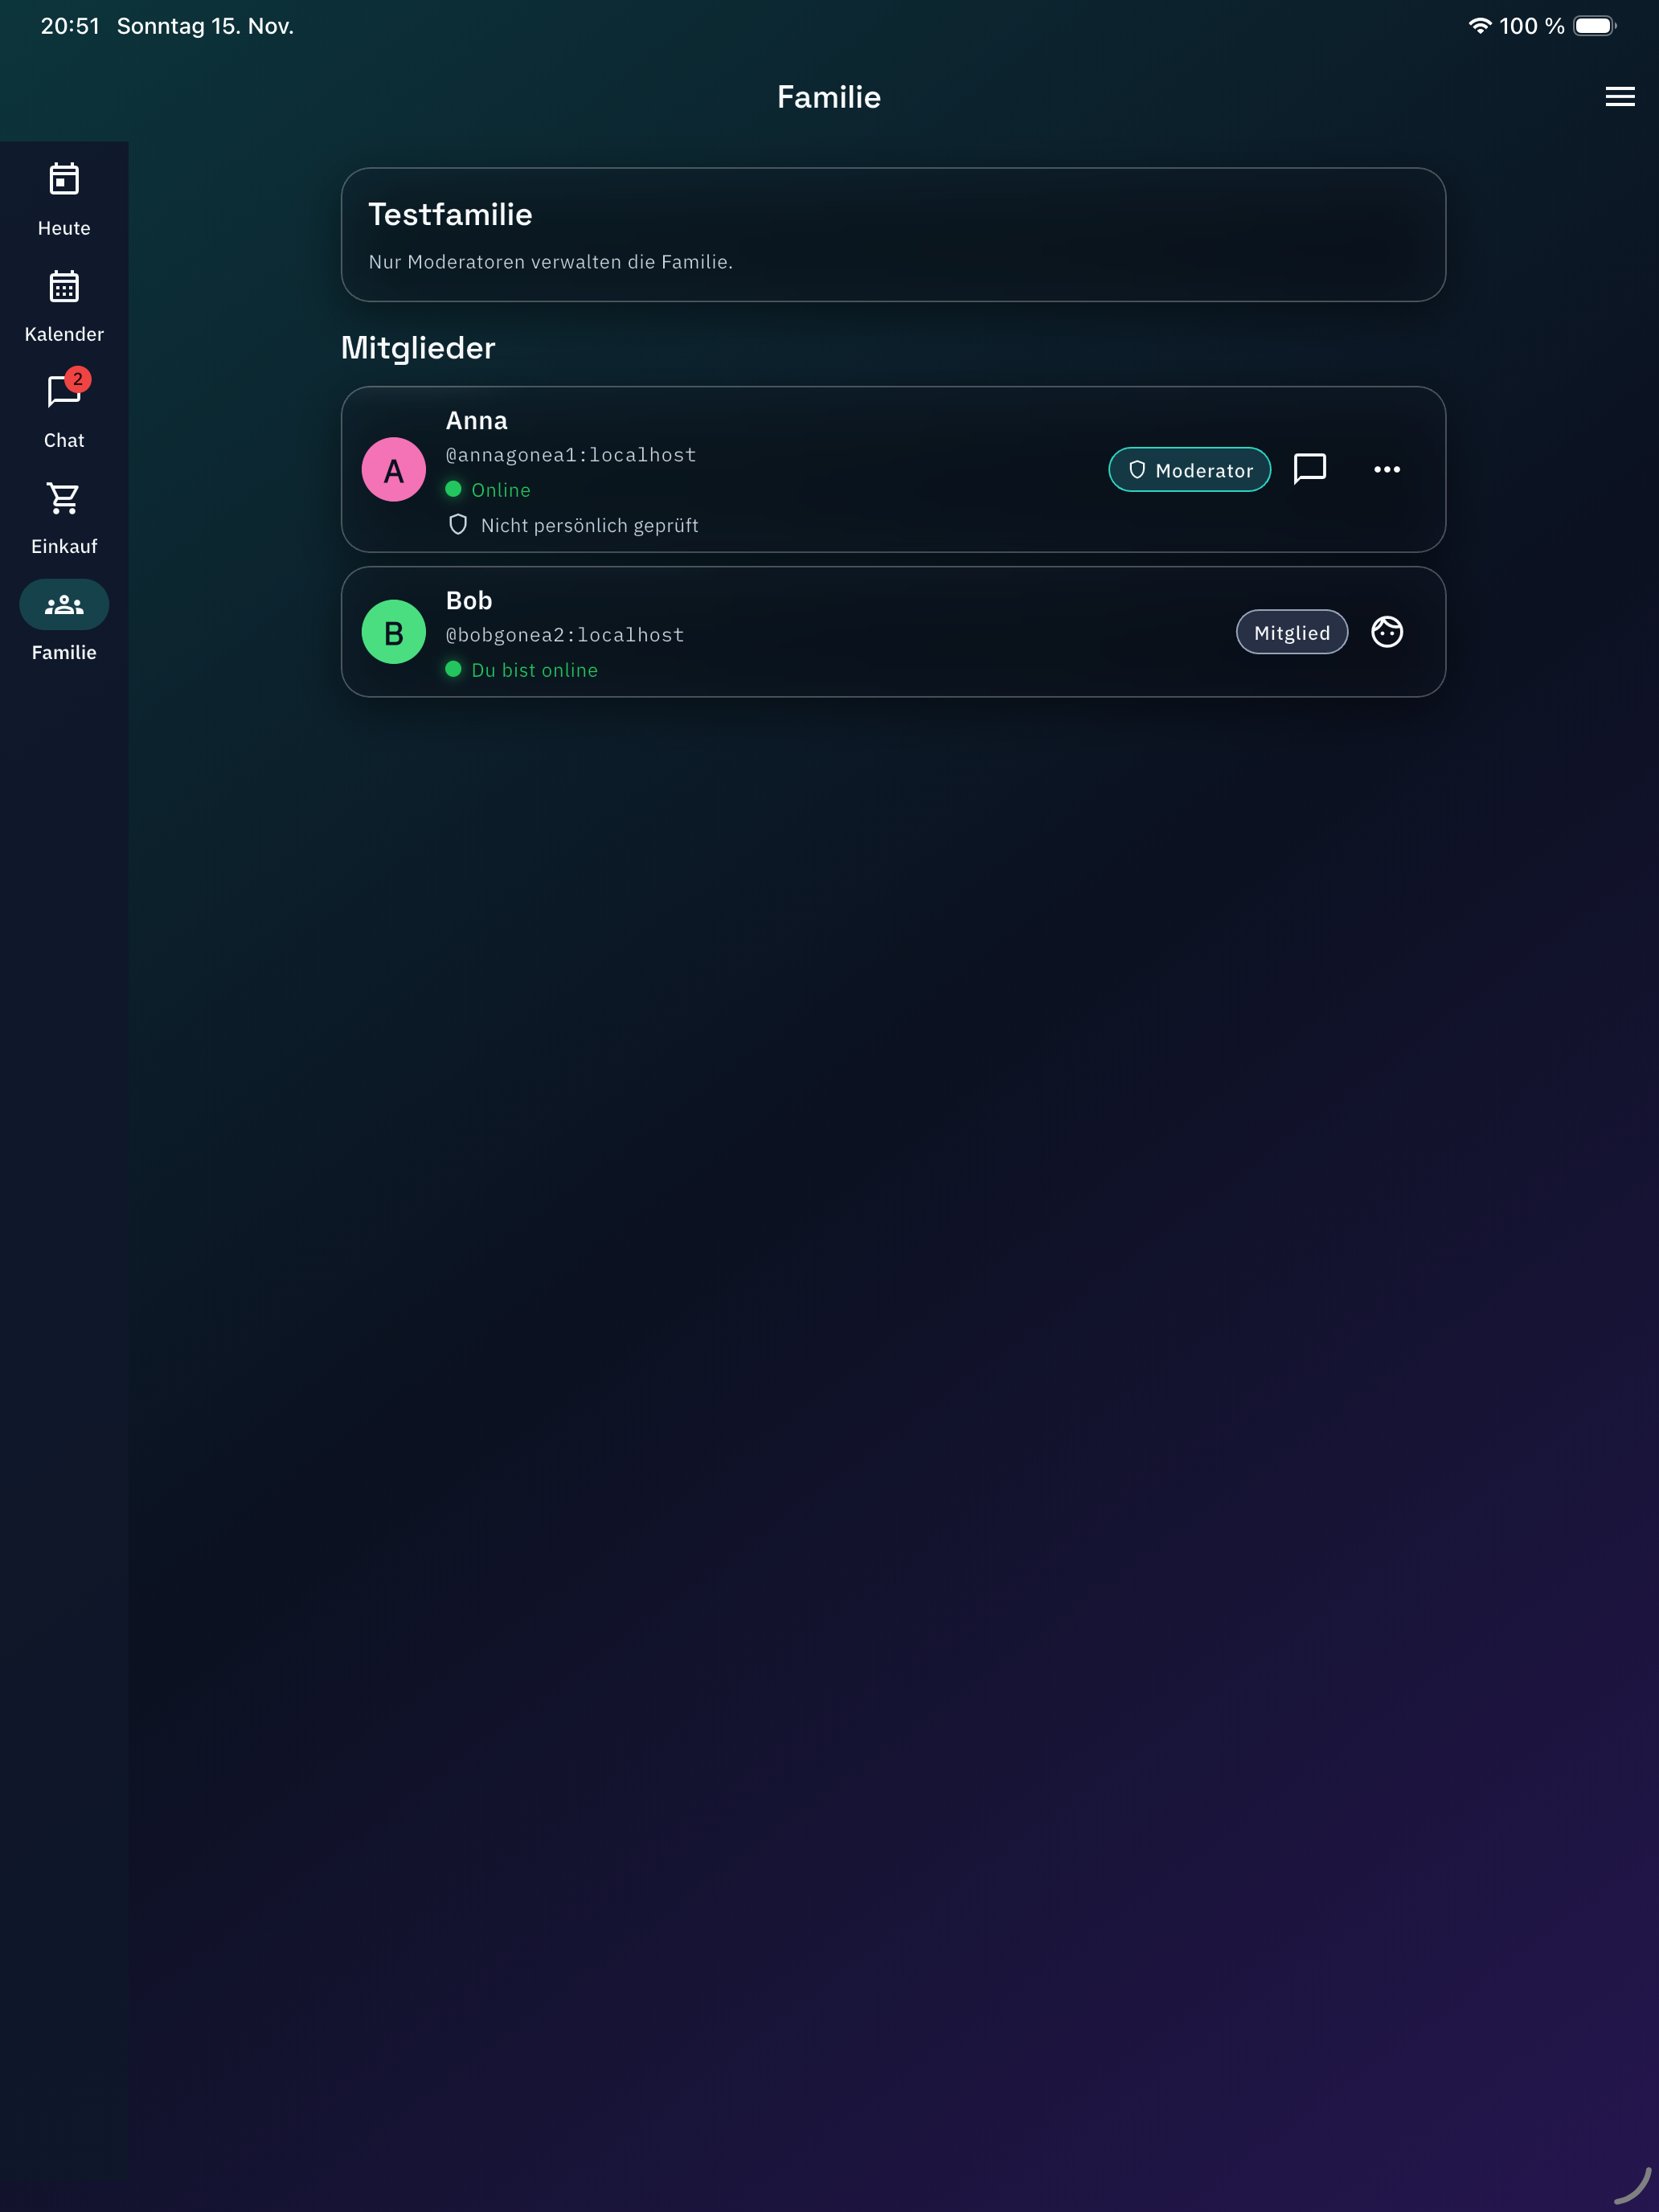 20:51 Sonntag 15. Nov.
100 %
Familie
Heute
Kalender
2
Chat
Einkauf
Familie
Testfamilie
Nur Moderatoren verwalten die Familie.
Mitglieder
A
Anna
@annagonea1:localhost
Online
Nicht persönlich geprüft
Moderator
B
Bob
@bobgonea2:localhost
Du bist online
Mitglied